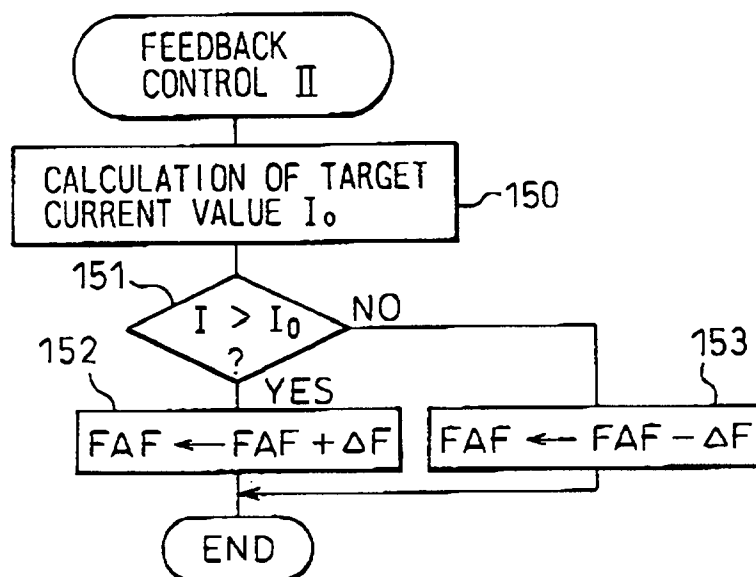 FEEDBACK
CONTROL II
CALCULATION OF TARGET
CURRENT VALUE I₀
150
151
I > I₀
?
NO
YES
152
FAF ← FAF + ΔF
153
FAF ← FAF − ΔF
END